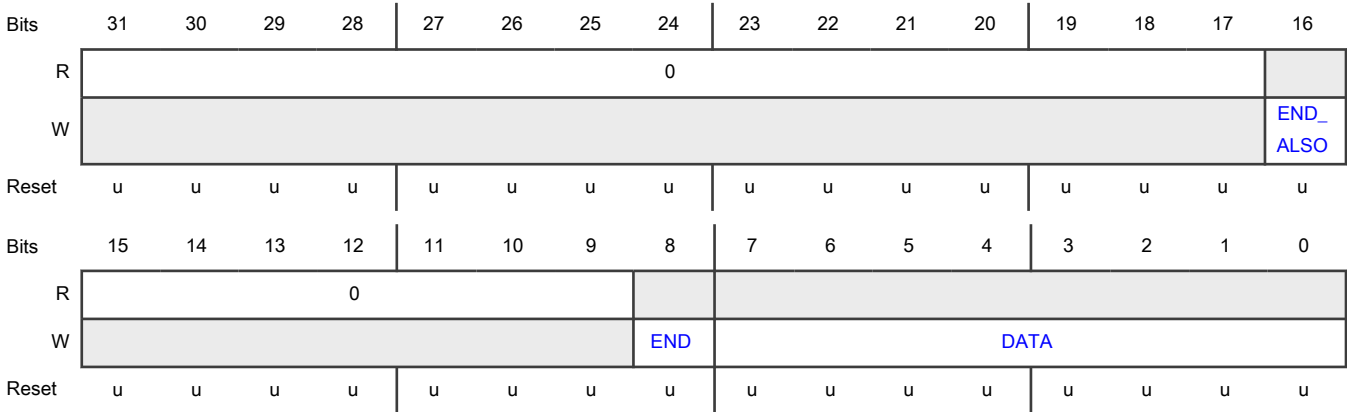 Bits 31 30 29 28 27 26 25 24 23 22 21 20 19 18 17 16
R 0
W END_
ALSO
Reset u u u u u u u u u u u u u u u u
Bits 15 14 13 12 11 10 9 8 7 6 5 4 3 2 1 0
R 0
W END DATA
Reset u u u u u u u u u u u u u u u u